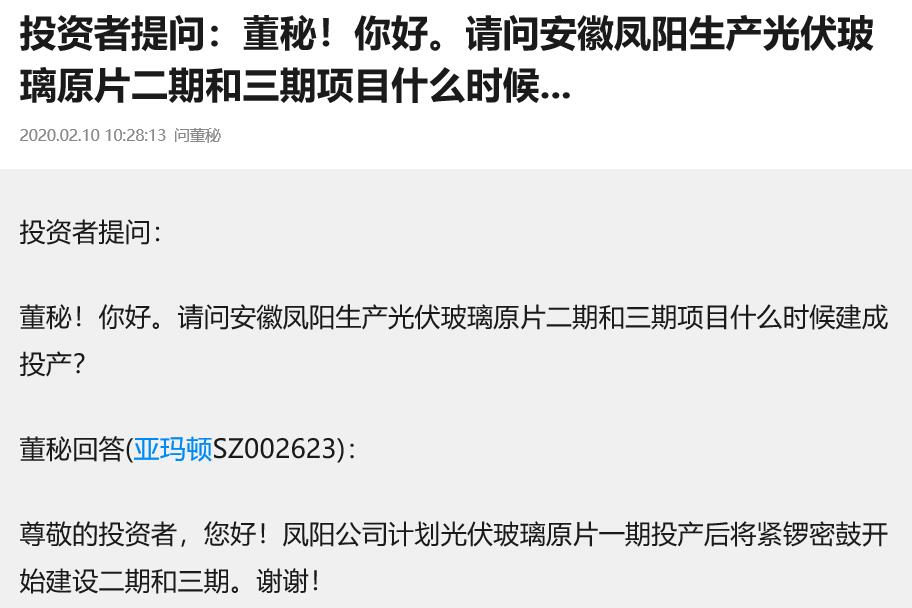 投资者提问：董秘！你好。请问安徽凤阳生产光伏玻
璃原片二期和三期项目什么时候...
2020.02.10 10:28:13 问董秘
投资者提问：
董秘！你好。请问安徽凤阳生产光伏玻璃原片二期和三期项目什么时候建成
投产？
董秘回答(亚玛顿SZ002623)：
尊敬的投资者，您好！凤阳公司计划光伏玻璃原片一期投产后将紧锣密鼓开
始建设二期和三期。谢谢！